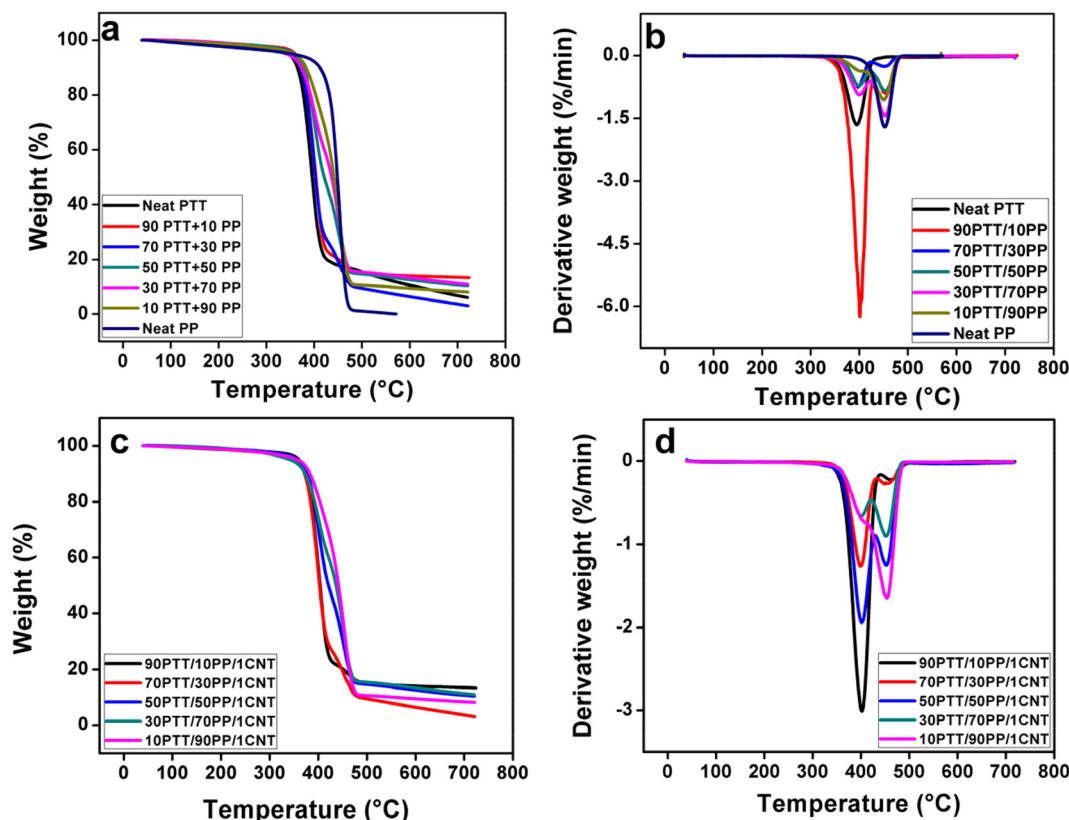 a
100
80
60
40
20
0
Weight (%)
Neat PTT
90 PTT+10 PP
70 PTT+30 PP
50 PTT+50 PP
30 PTT+70 PP
10 PTT+90 PP
Neat PP
0 100 200 300 400 500 600 700 800
Temperature (°C)
b
0.0
-1.5
-3.0
-4.5
-6.0
Derivative weight (%/min)
Neat PTT
90PTT/10PP
70PTT/30PP
50PTT/50PP
30PTT/70PP
10PTT/90PP
Neat PP
0 100 200 300 400 500 600 700 800
Temperature (°C)
c
100
80
60
40
20
0
Weight (%)
90PTT/10PP/1CNT
70PTT/30PP/1CNT
50PTT/50PP/1CNT
30PTT/70PP/1CNT
10PTT/90PP/1CNT
0 100 200 300 400 500 600 700 800
Temperature (°C)
d
0
-1
-2
-3
Derivative weight (%/min)
90PTT/10PP/1CNT
70PTT/30PP/1CNT
50PTT/50PP/1CNT
30PTT/70PP/1CNT
10PTT/90PP/1CNT
0 100 200 300 400 500 600 700 800
Temperature (°C)